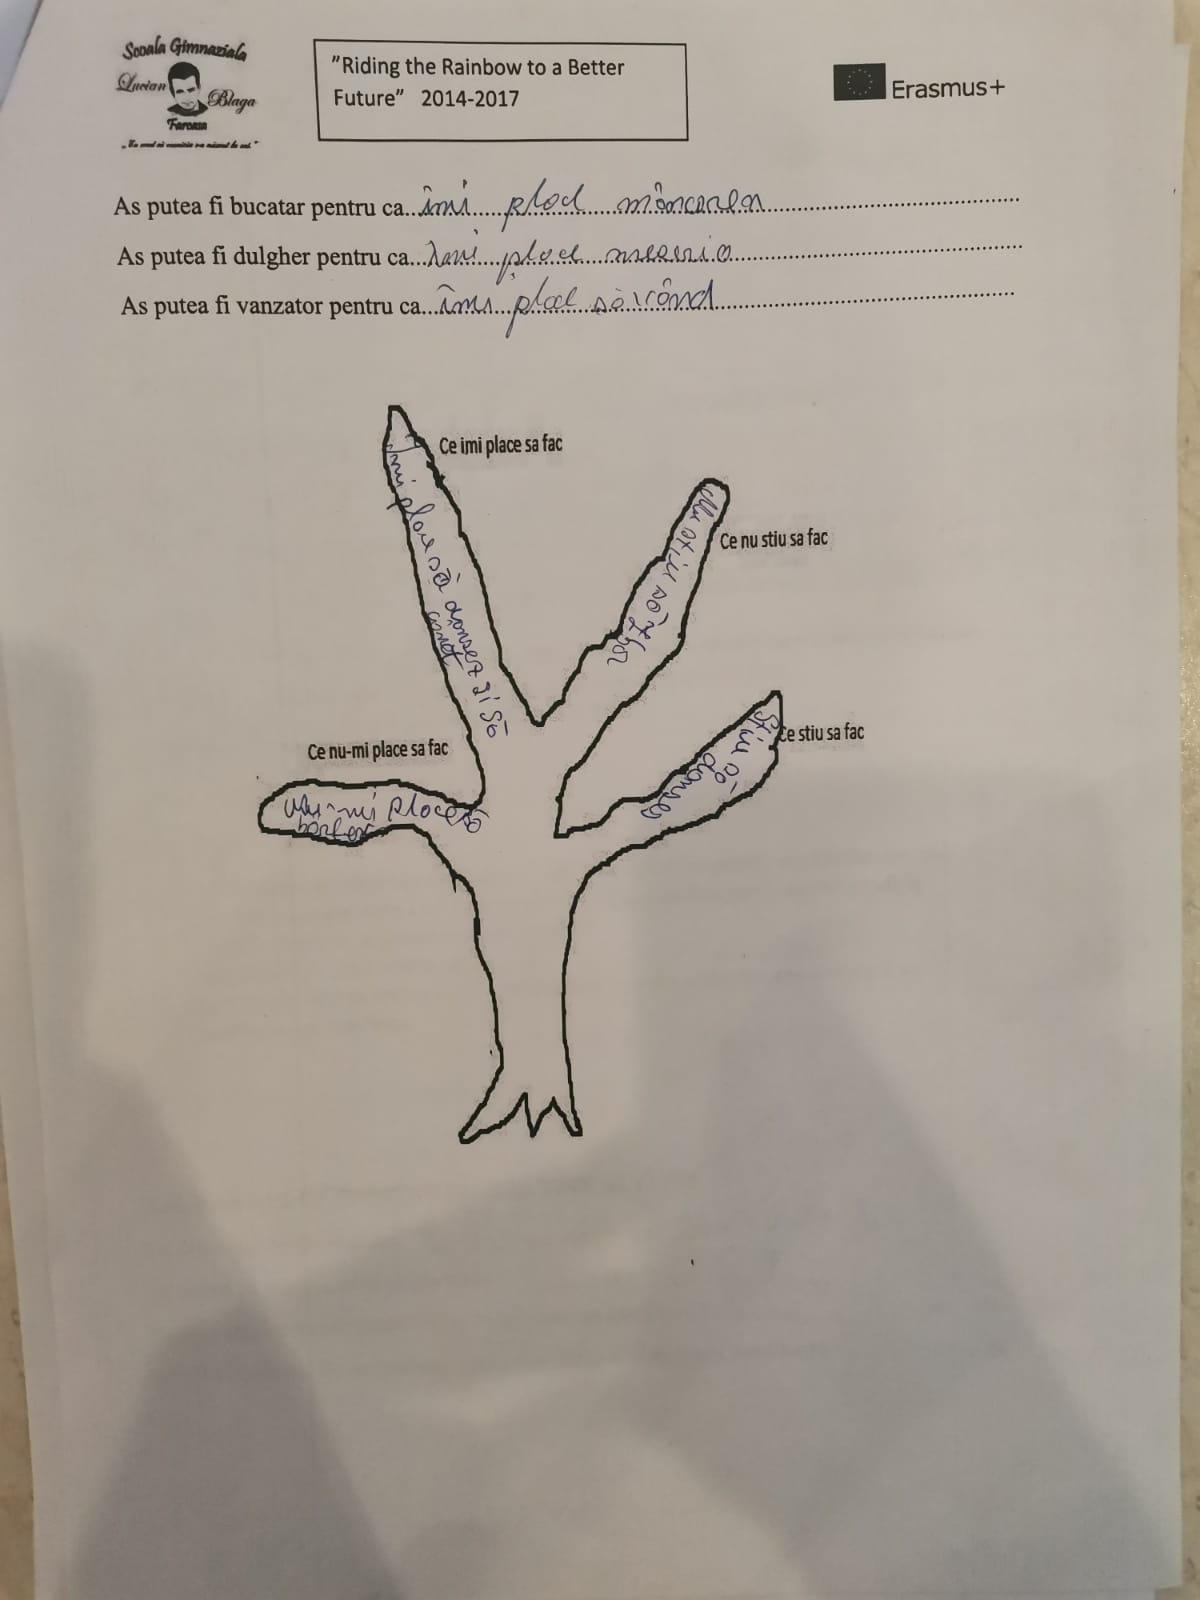 Scoala Gimnaziala
Lucian
Blaga
Farcasa
"Riding the Rainbow to a Better
Future" 2014-2017
Erasmus+
As putea fi bucatar pentru ca...îmi place mâncarea
As putea fi dulgher pentru ca...îmi place meseria
As putea fi vanzator pentru ca...îmi place să vând
Ce imi place sa fac
Îmi place să dansez și să
cânt
Ce nu stiu sa fac
Nu știu să zbor
Ce stiu sa fac
Știu să
dansez
Ce nu-mi place sa fac
Nu-mi place să
bârfesc